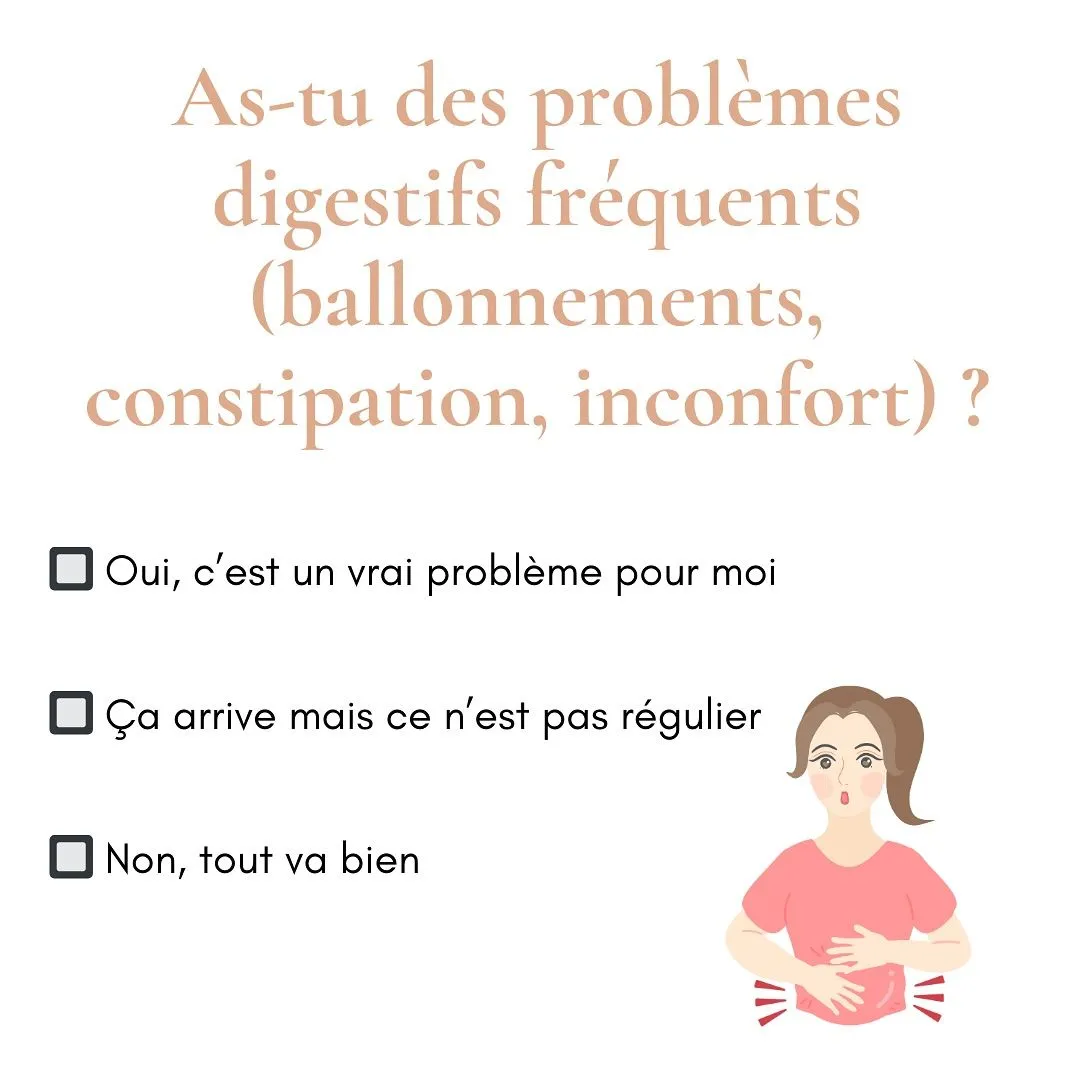 As-tu des problèmes
digestifs fréquents
(ballonnements,
constipation, inconfort) ?
Oui, c’est un vrai problème pour moi
Ça arrive mais ce n’est pas régulier
Non, tout va bien